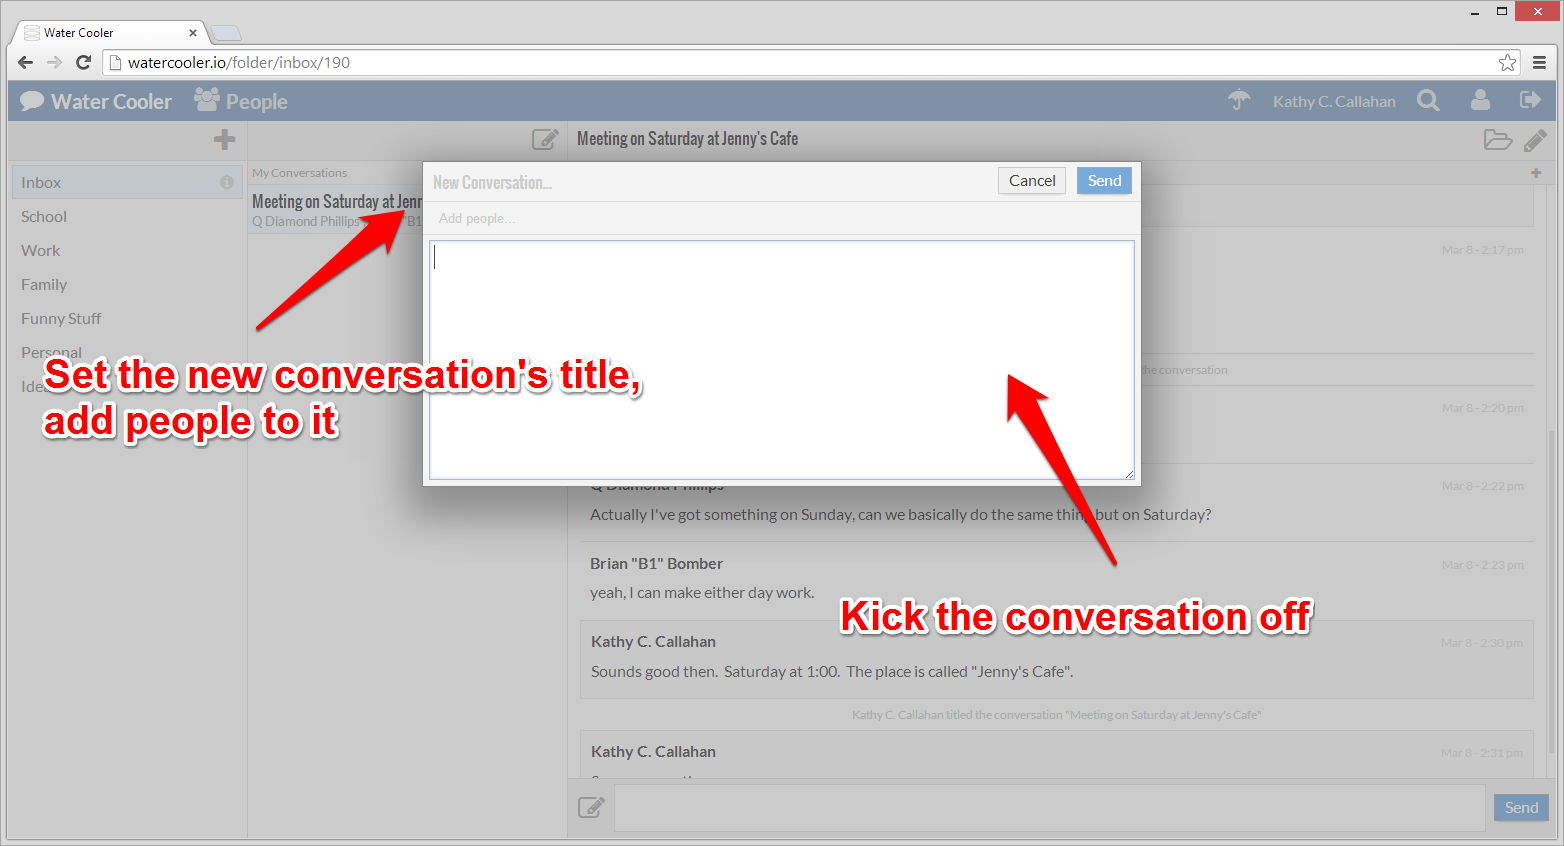 Water Cooler
watercooler.io/folder/inbox/190
Water Cooler People Kathy C. Callahan
Meeting on Saturday at Jenny's Cafe
Inbox
School
Work
Family
Funny Stuff
Personal
My Conversations
Meeting on Saturday at Jenn
Q Diamond Phillips "B1
New Conversation...
Cancel
Send
Add people...
Set the new conversation's title,
add people to it
Kick the conversation off
Mar 8 - 2:17 pm
the conversation
Mar 8 - 2:20 pm
Q Diamond Phillips
Mar 8 - 2:22 pm
Actually I've got something on Sunday, can we basically do the same thing but on Saturday?
Brian "B1" Bomber
Mar 8 - 2:23 pm
yeah, I can make either day work.
Kathy C. Callahan
Mar 8 - 2:30 pm
Sounds good then. Saturday at 1:00. The place is called "Jenny's Cafe".
Kathy C. Callahan titled the conversation "Meeting on Saturday at Jenny's Cafe"
Kathy C. Callahan
Mar 8 - 2:31 pm
Send